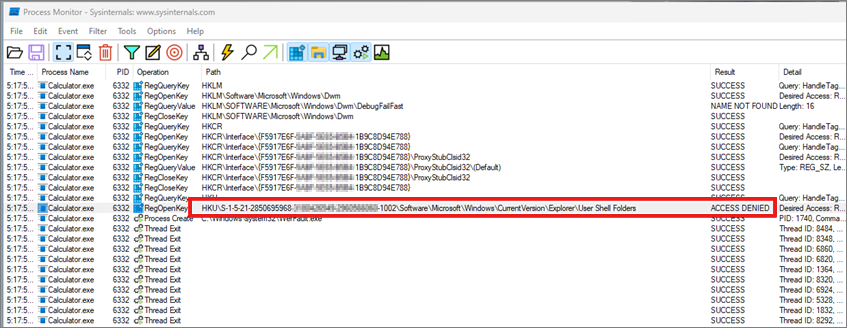 Process Monitor - Sysinternals: www.sysinternals.com
File Edit Event Filter Tools Options Help
Time ... Process Name PID Operation Path Result Detail
5:17:5... Calculator.exe 6332 RegQueryKey HKLM SUCCESS Query: HandleTag...
5:17:5... Calculator.exe 6332 RegOpenKey HKLM\Software\Microsoft\Windows\Dwm SUCCESS Desired Access: R...
5:17:5... Calculator.exe 6332 RegQueryValue HKLM\SOFTWARE\Microsoft\Windows\Dwm\DebugFailFast NAME NOT FOUND Length: 16
5:17:5... Calculator.exe 6332 RegCloseKey HKLM\SOFTWARE\Microsoft\Windows\Dwm SUCCESS
5:17:5... Calculator.exe 6332 RegQueryKey HKCR SUCCESS Query: HandleTag...
5:17:5... Calculator.exe 6332 RegOpenKey HKCR\Interface\{F5917E6F- -1B9C8D94E788} SUCCESS Desired Access: R...
5:17:5... Calculator.exe 6332 RegQueryKey HKCR\Interface\{F5917E6F- -1B9C8D94E788} SUCCESS Query: HandleTag...
5:17:5... Calculator.exe 6332 RegOpenKey HKCR\Interface\{F5917E6F- -1B9C8D94E788}\ProxyStubClsid32 SUCCESS Desired Access: R...
5:17:5... Calculator.exe 6332 RegQueryValue HKCR\Interface\{F5917E6F- -1B9C8D94E788}\ProxyStubClsid32\(Default) SUCCESS Type: REG_SZ, Le...
5:17:5... Calculator.exe 6332 RegCloseKey HKCR\Interface\{F5917E6F- -1B9C8D94E788}\ProxyStubClsid32 SUCCESS
5:17:5... Calculator.exe 6332 RegCloseKey HKCR\Interface\{F5917E6F- -1B9C8D94E788} SUCCESS
5:17:5... Calculator.exe 6332 RegQueryKey SUCCESS Query: HandleTag...
5:17:5... Calculator.exe 6332 RegOpenKey HKU\S-1-5-21-2850695968- -1002\Software\Microsoft\Windows\CurrentVersion\Explorer\User Shell Folders ACCESS DENIED Desired Access: R...
5:17:5... Calculator.exe 6332 Process Create C:\Windows\system32\WerFault.exe SUCCESS PID: 1740, Comma...
5:17:5... Calculator.exe 6332 Thread Exit SUCCESS Thread ID: 8484, ...
5:17:5... Calculator.exe 6332 Thread Exit SUCCESS Thread ID: 8348, ...
5:17:5... Calculator.exe 6332 Thread Exit SUCCESS Thread ID: 6860, ...
5:17:5... Calculator.exe 6332 Thread Exit SUCCESS Thread ID: 6820, ...
5:17:5... Calculator.exe 6332 Thread Exit SUCCESS Thread ID: 1364, ...
5:17:5... Calculator.exe 6332 Thread Exit SUCCESS Thread ID: 8320, ...
5:17:5... Calculator.exe 6332 Thread Exit SUCCESS Thread ID: 6924, ...
5:17:5... Calculator.exe 6332 Thread Exit SUCCESS Thread ID: 5328, ...
5:17:5... Calculator.exe 6332 Thread Exit SUCCESS Thread ID: 1832, ...
5:17:5... Calculator.exe 6332 Thread Exit SUCCESS Thread ID: 8292, ...